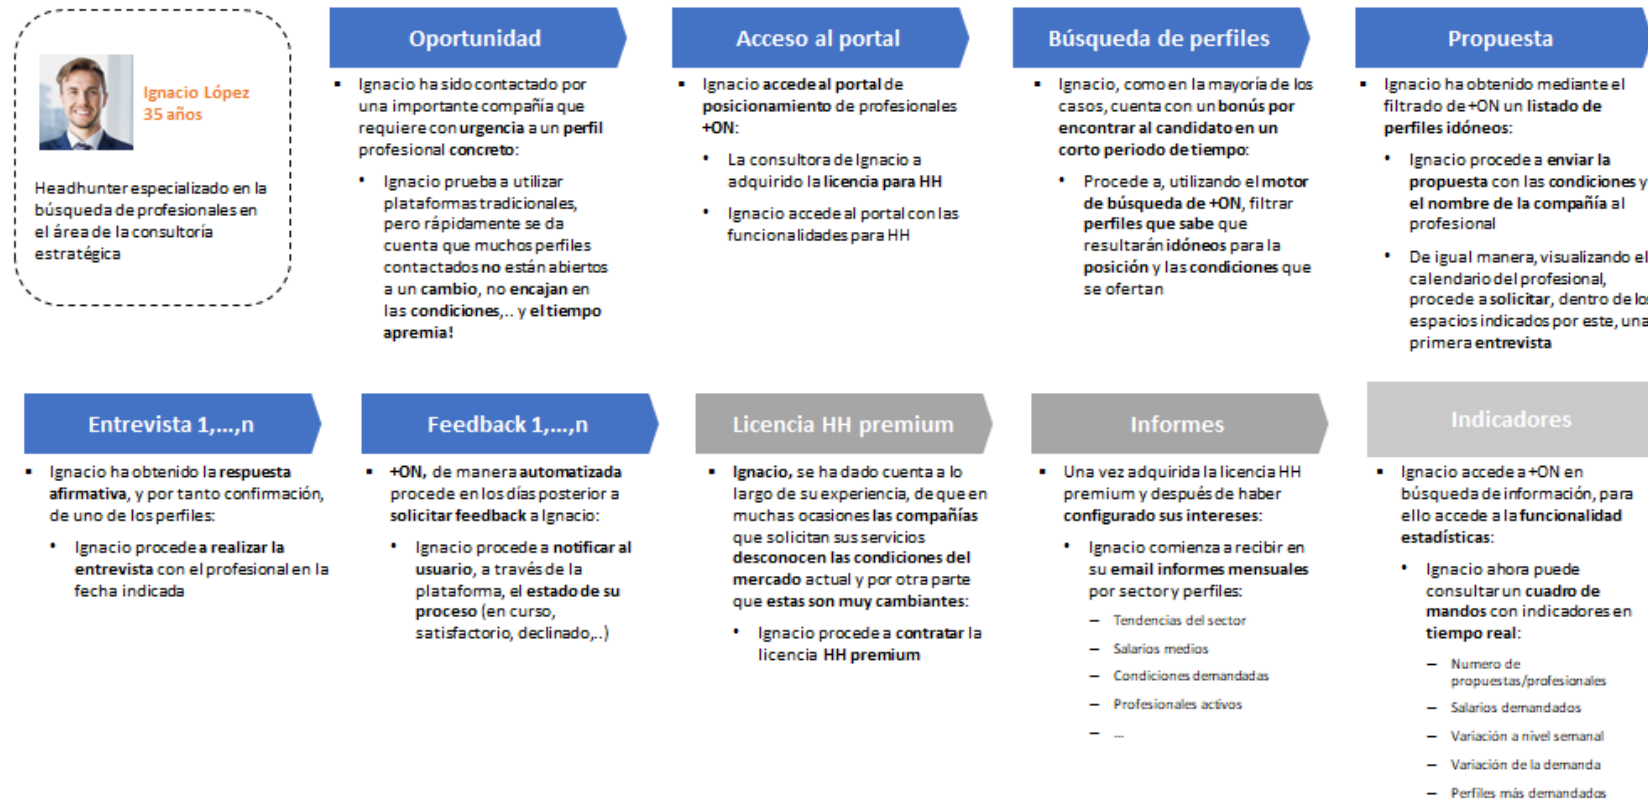 Ignacio López
35 años
Headhunter especializado en la
búsqueda de profesionales en
el área de la consultoría
estratégica
Oportunidad
▪ Ignacio ha sido contactado por
una importante compañía que
requiere con urgencia a un perfil
profesional concreto:
• Ignacio prueba a utilizar
plataformas tradicionales,
pero rápidamente se da
cuenta que muchos perfiles
contactados no están abiertos
a un cambio, no encajan en
las condiciones,.. y el tiempo
apremia!
Acceso al portal
▪ Ignacio accede al portal de
posicionamiento de profesionales
+ON:
• La consultora de Ignacio a
adquirido la licencia para HH
• Ignacio accede al portal con las
funcionalidades para HH
Búsqueda de perfiles
▪ Ignacio, como en la mayoría de los
casos, cuenta con un bonús por
encontrar al candidato en un
corto periodo de tiempo:
• Procede a, utilizando el motor
de búsqueda de +ON, filtrar
perfiles que sabe que
resultarán idóneos para la
posición y las condiciones que
se ofertan
Propuesta
▪ Ignacio ha obtenido mediante el
filtrado de +ON un listado de
perfiles idóneos:
• Ignacio procede a enviar la
propuesta con las condiciones y
el nombre de la compañía al
profesional
• De igual manera, visualizando el
calendario del profesional,
procede a solicitar, dentro de los
espacios indicados por este, una
primera entrevista
Entrevista 1,...,n
▪ Ignacio ha obtenido la respuesta
afirmativa, y por tanto confirmación,
de uno de los perfiles:
• Ignacio procede a realizar la
entrevista con el profesional en la
fecha indicada
Feedback 1,...,n
▪ +ON, de manera automatizada
procede en los días posterior a
solicitar feedback a Ignacio:
• Ignacio procede a notificar al
usuario, a través de la
plataforma, el estado de su
proceso (en curso,
satisfactorio, declinado,..)
Licencia HH premium
▪ Ignacio, se ha dado cuenta a lo
largo de su experiencia, de que en
muchas ocasiones las compañías
que solicitan sus servicios
desconocen las condiciones del
mercado actual y por otra parte
que estas son muy cambiantes:
• Ignacio procede a contratar la
licencia HH premium
Informes
▪ Una vez adquirida la licencia HH
premium y después de haber
configurado sus intereses:
• Ignacio comienza a recibir en
su email informes mensuales
por sector y perfiles:
– Tendencias del sector
– Salarios medios
– Condiciones demandadas
– Profesionales activos
– ...
Indicadores
▪ Ignacio accede a +ON en
búsqueda de información, para
ello accede a la funcionalidad
estadísticas:
• Ignacio ahora puede
consultar un cuadro de
mandos con indicadores en
tiempo real:
– Numero de
propuestas/profesionales
– Salarios demandados
– Variación a nivel semanal
– Variación de la demanda
– Perfiles más demandados